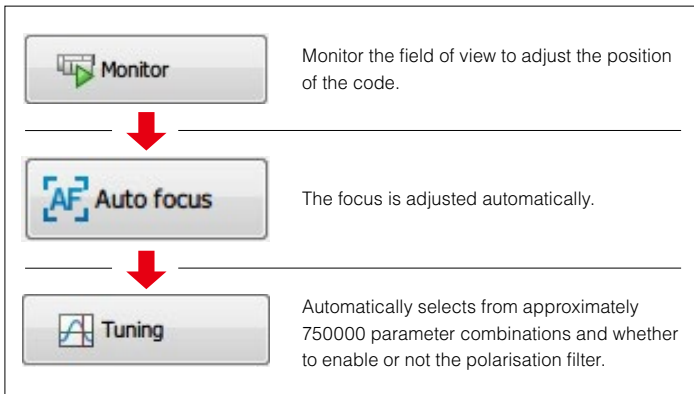 Monitor
Monitor the field of view to adjust the position
of the code.
AF Auto focus
The focus is adjusted automatically.
Tuning
Automatically selects from approximately
750000 parameter combinations and whether
to enable or not the polarisation filter.